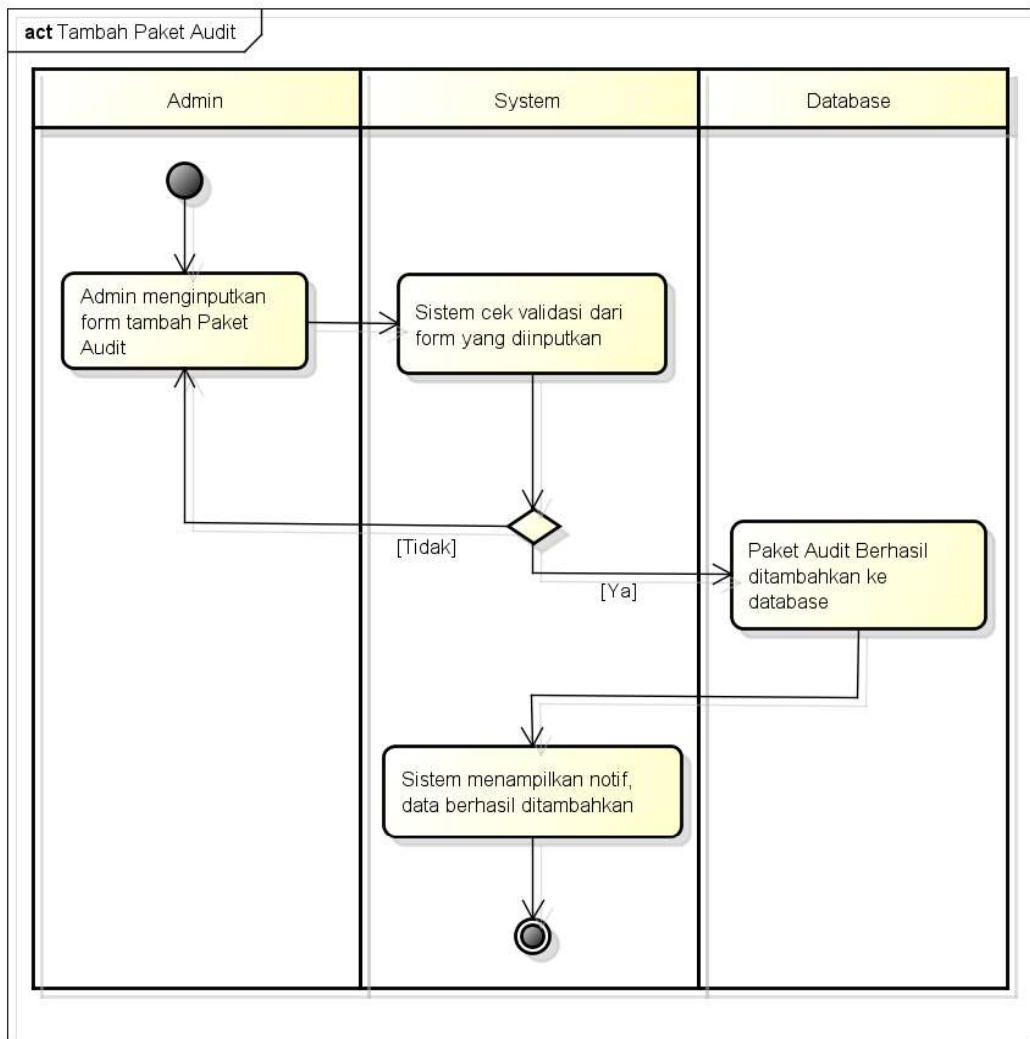 act Tambah Paket Audit
Admin
System
Database
Admin menginputkan
form tambah Paket
Audit
Sistem cek validasi dari
form yang diinputkan
[Tidak]
[Ya]
Paket Audit Berhasil
ditambahkan ke
database
Sistem menampilkan notif,
data berhasil ditambahkan